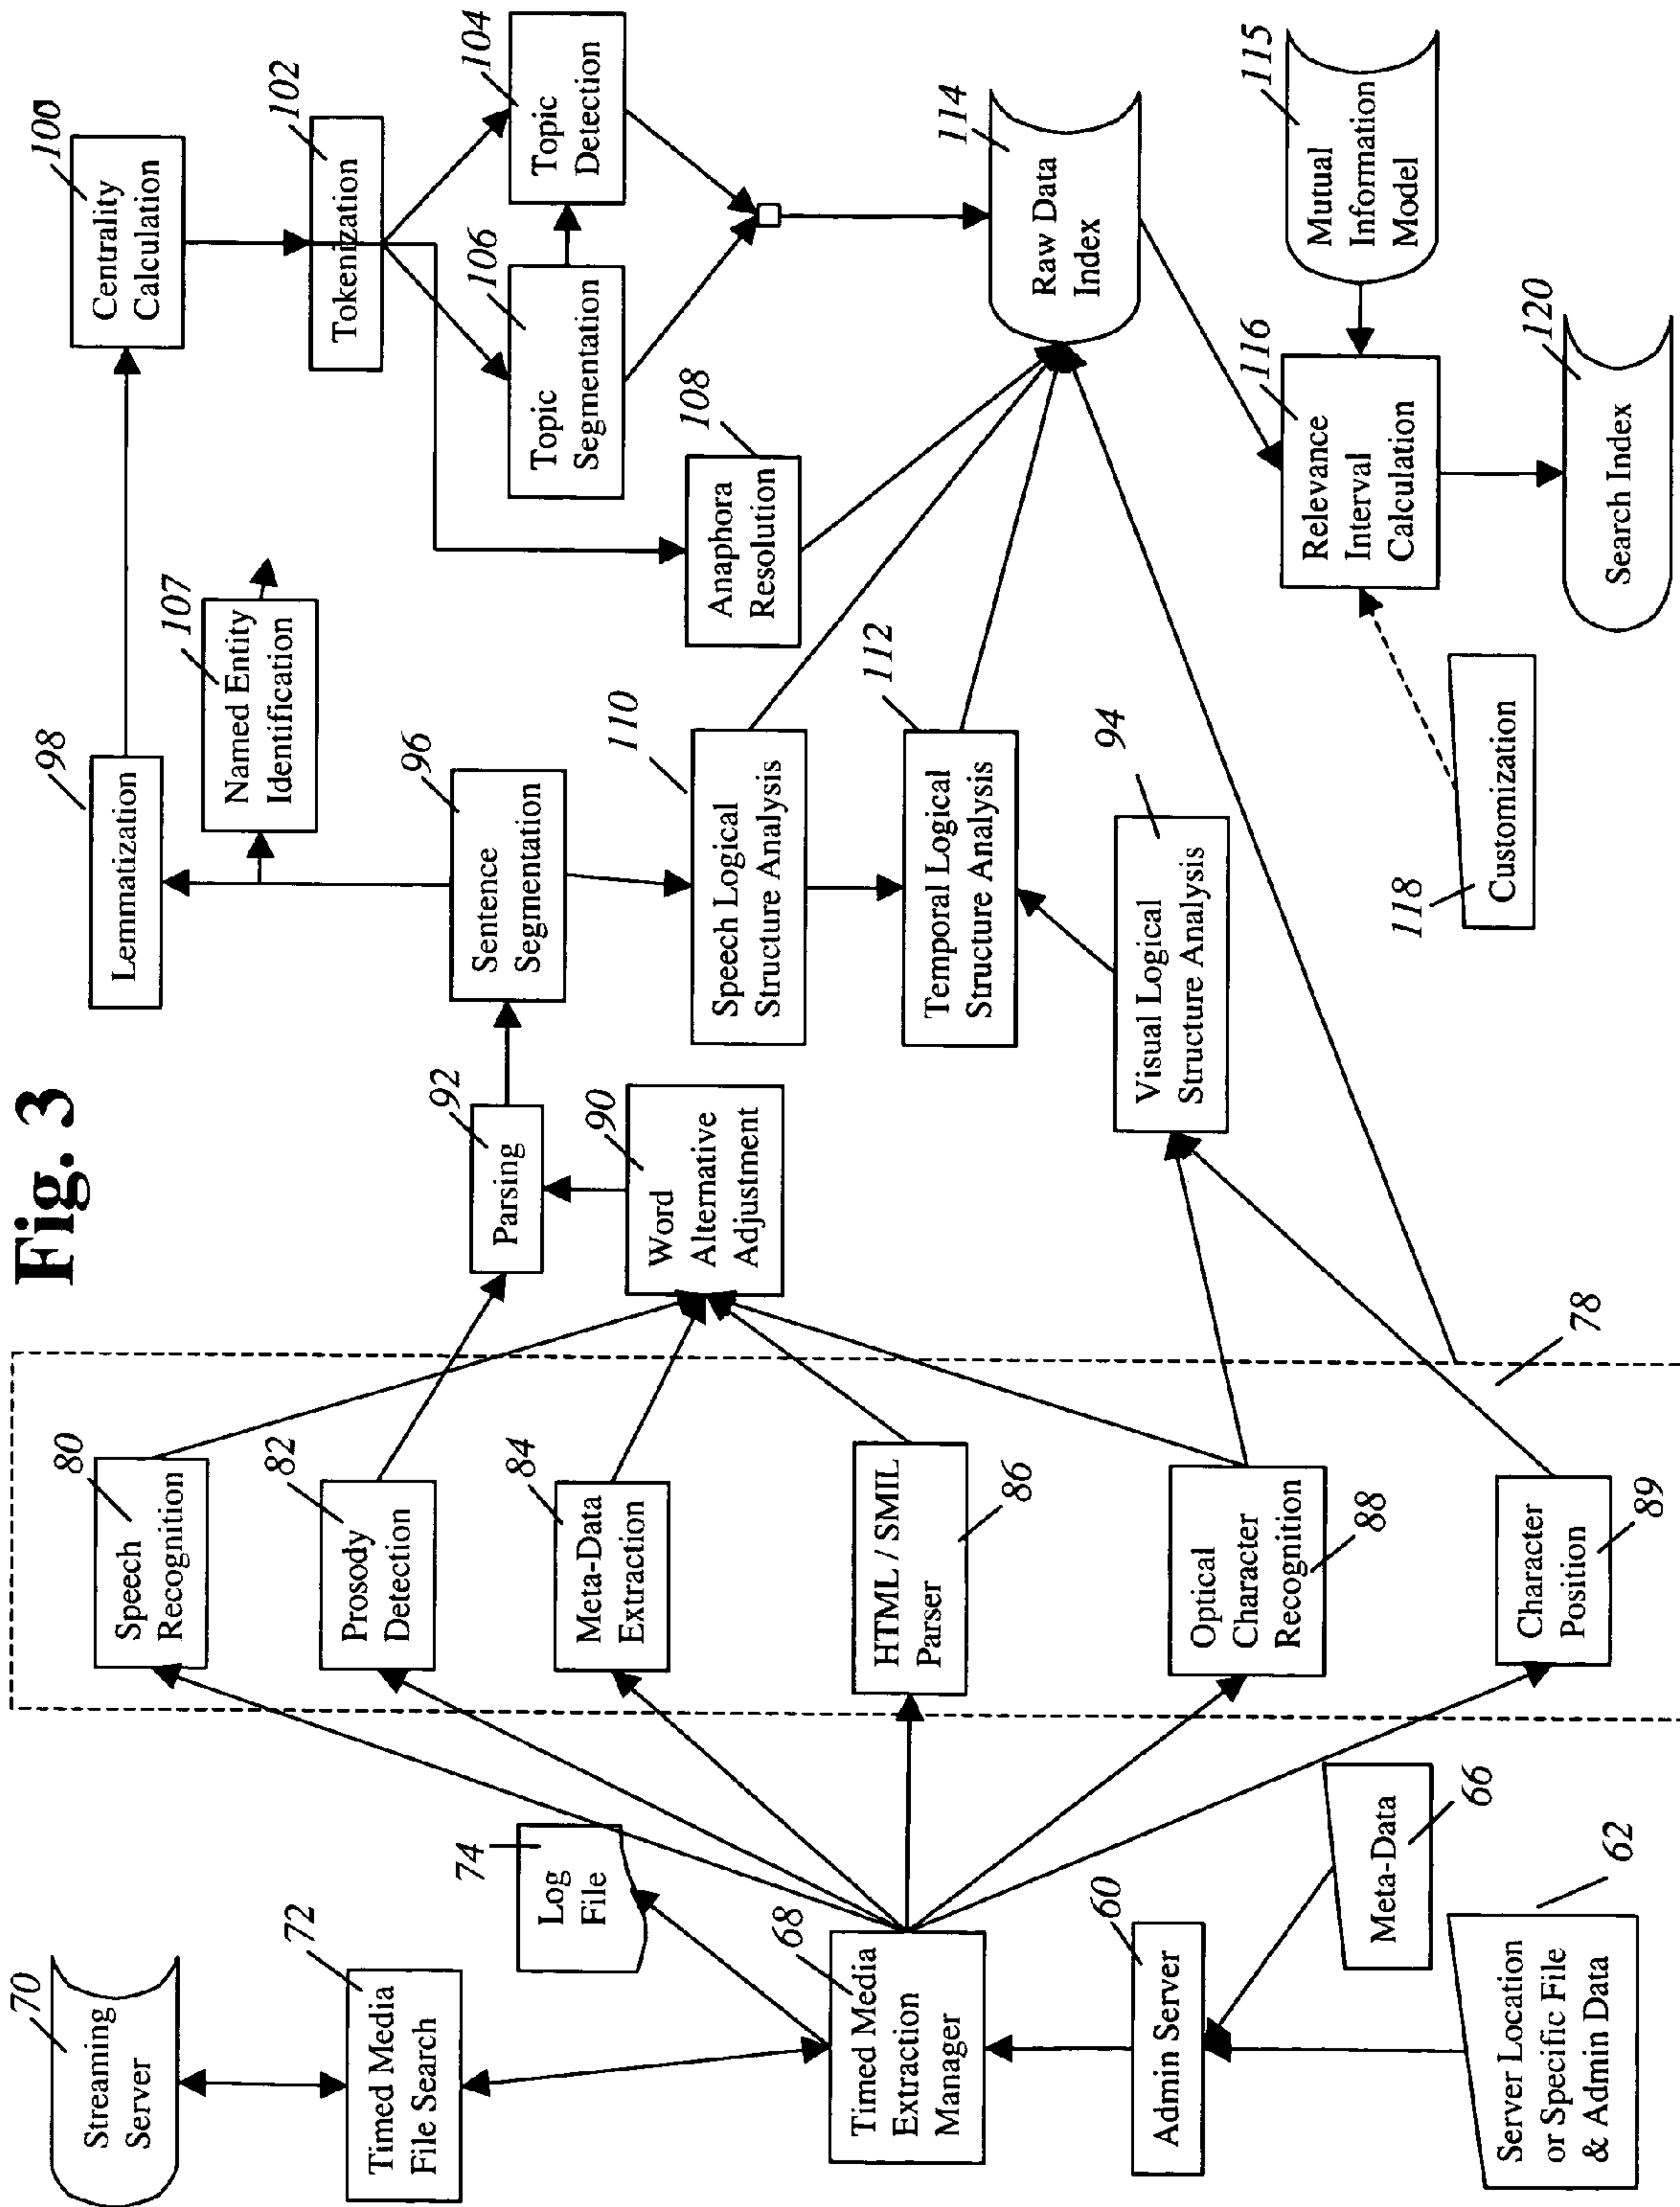 Fig. 3
70
Streaming
Server
72
Timed Media
File Search
74
Log
File
68
Timed Media
Extraction
Manager
60
Admin Server
Meta-Data
66
62
Server Location
or Specific File
& Admin Data
80
Speech
Recognition
82
Prosody
Detection
84
Meta-Data
Extraction
HTML / SMIL
Parser
86
Optical
Character
Recognition
88
Character
Position
89
78
92
Parsing
90
Word
Alternative
Adjustment
98
Lemmatization
107
Named Entity
Identification
96
Sentence
Segmentation
110
Speech Logical
Structure Analysis
112
Temporal Logical
Structure Analysis
94
Visual Logical
Structure Analysis
100
Centrality
Calculation
102
Tokenization
104
Topic
Detection
106
Topic
Segmentation
108
Anaphora
Resolution
114
Raw Data
Index
115
Mutual
Information
Model
116
Relevance
Interval
Calculation
118
Customization
120
Search Index